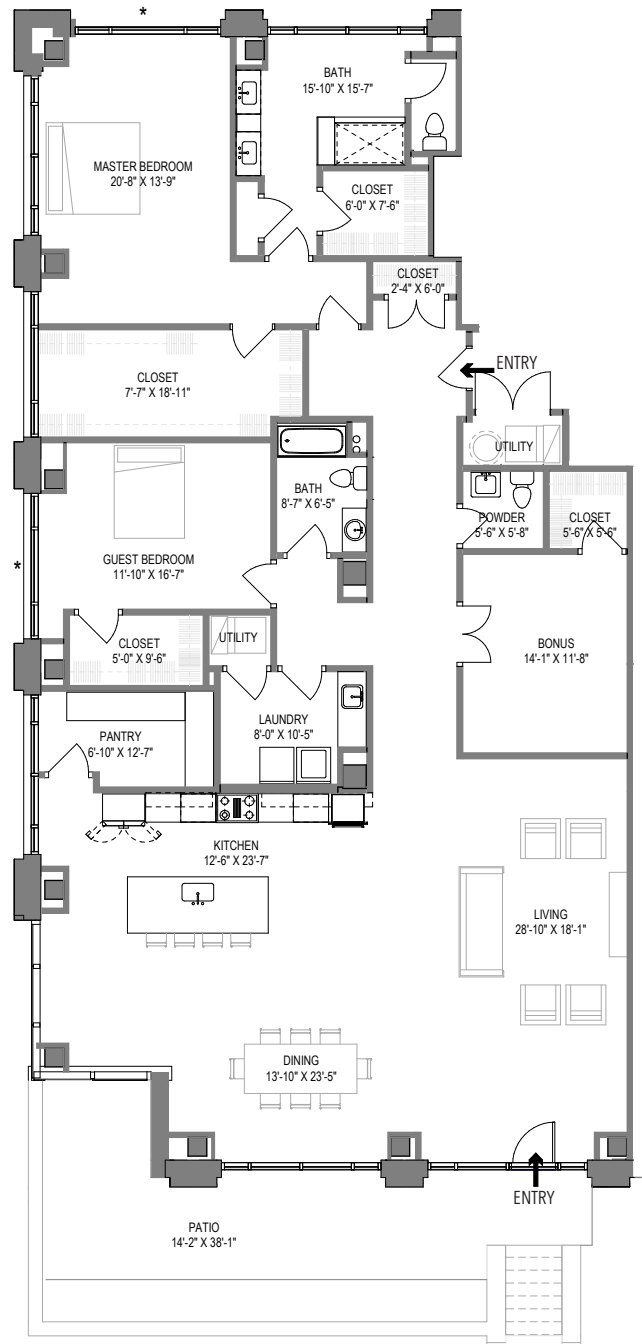 *
BATH
15'-10" X 15'-7"
MASTER BEDROOM
20'-8" X 13'-9"
CLOSET
6'-0" X 7'-6"
CLOSET
2'-4" X 6'-0"
ENTRY
CLOSET
7'-7" X 18'-11"
UTILITY
BATH
8'-7" X 6'-5"
POWDER
5'-6" X 5'-8"
CLOSET
5'-6" X 5'-6"
*
GUEST BEDROOM
11'-10" X 16'-7"
CLOSET
5'-0" X 9'-6"
UTILITY
BONUS
14'-1" X 11'-8"
LAUNDRY
8'-0" X 10'-5"
PANTRY
6'-10" X 12'-7"
KITCHEN
12'-6" X 23'-7"
LIVING
28'-10" X 18'-1"
DINING
13'-10" X 23'-5"
ENTRY
PATIO
14'-2" X 38'-1"